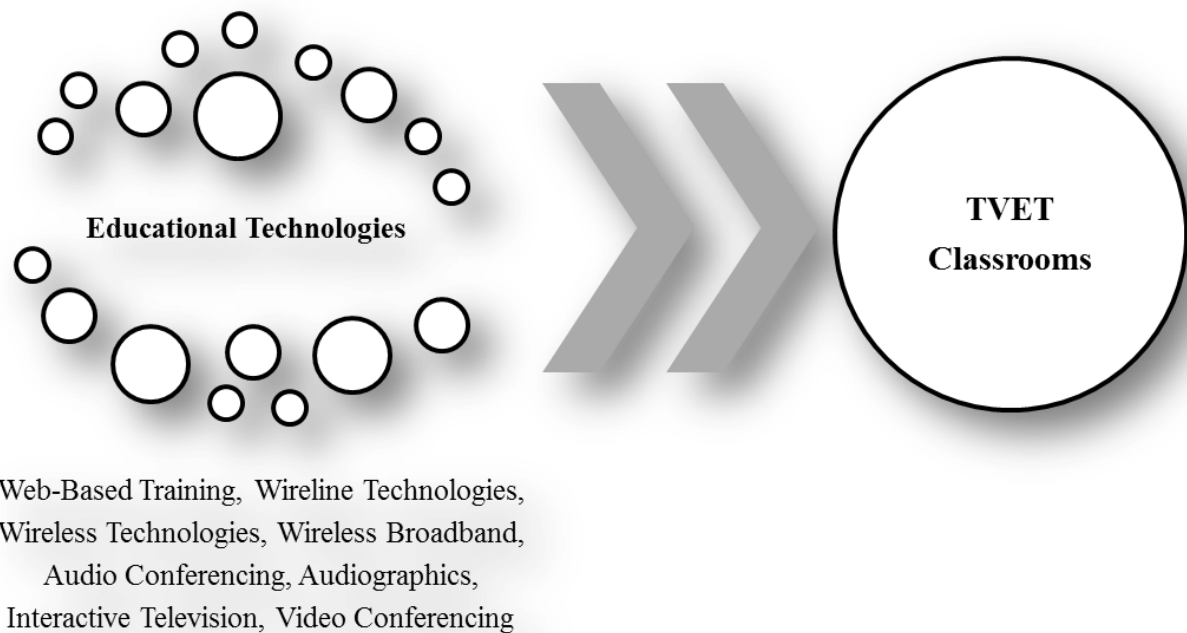 Educational Technologies
TVET
Classrooms
Web-Based Training, Wireline Technologies,
Wireless Technologies, Wireless Broadband,
Audio Conferencing, Audiographics,
Interactive Television, Video Conferencing